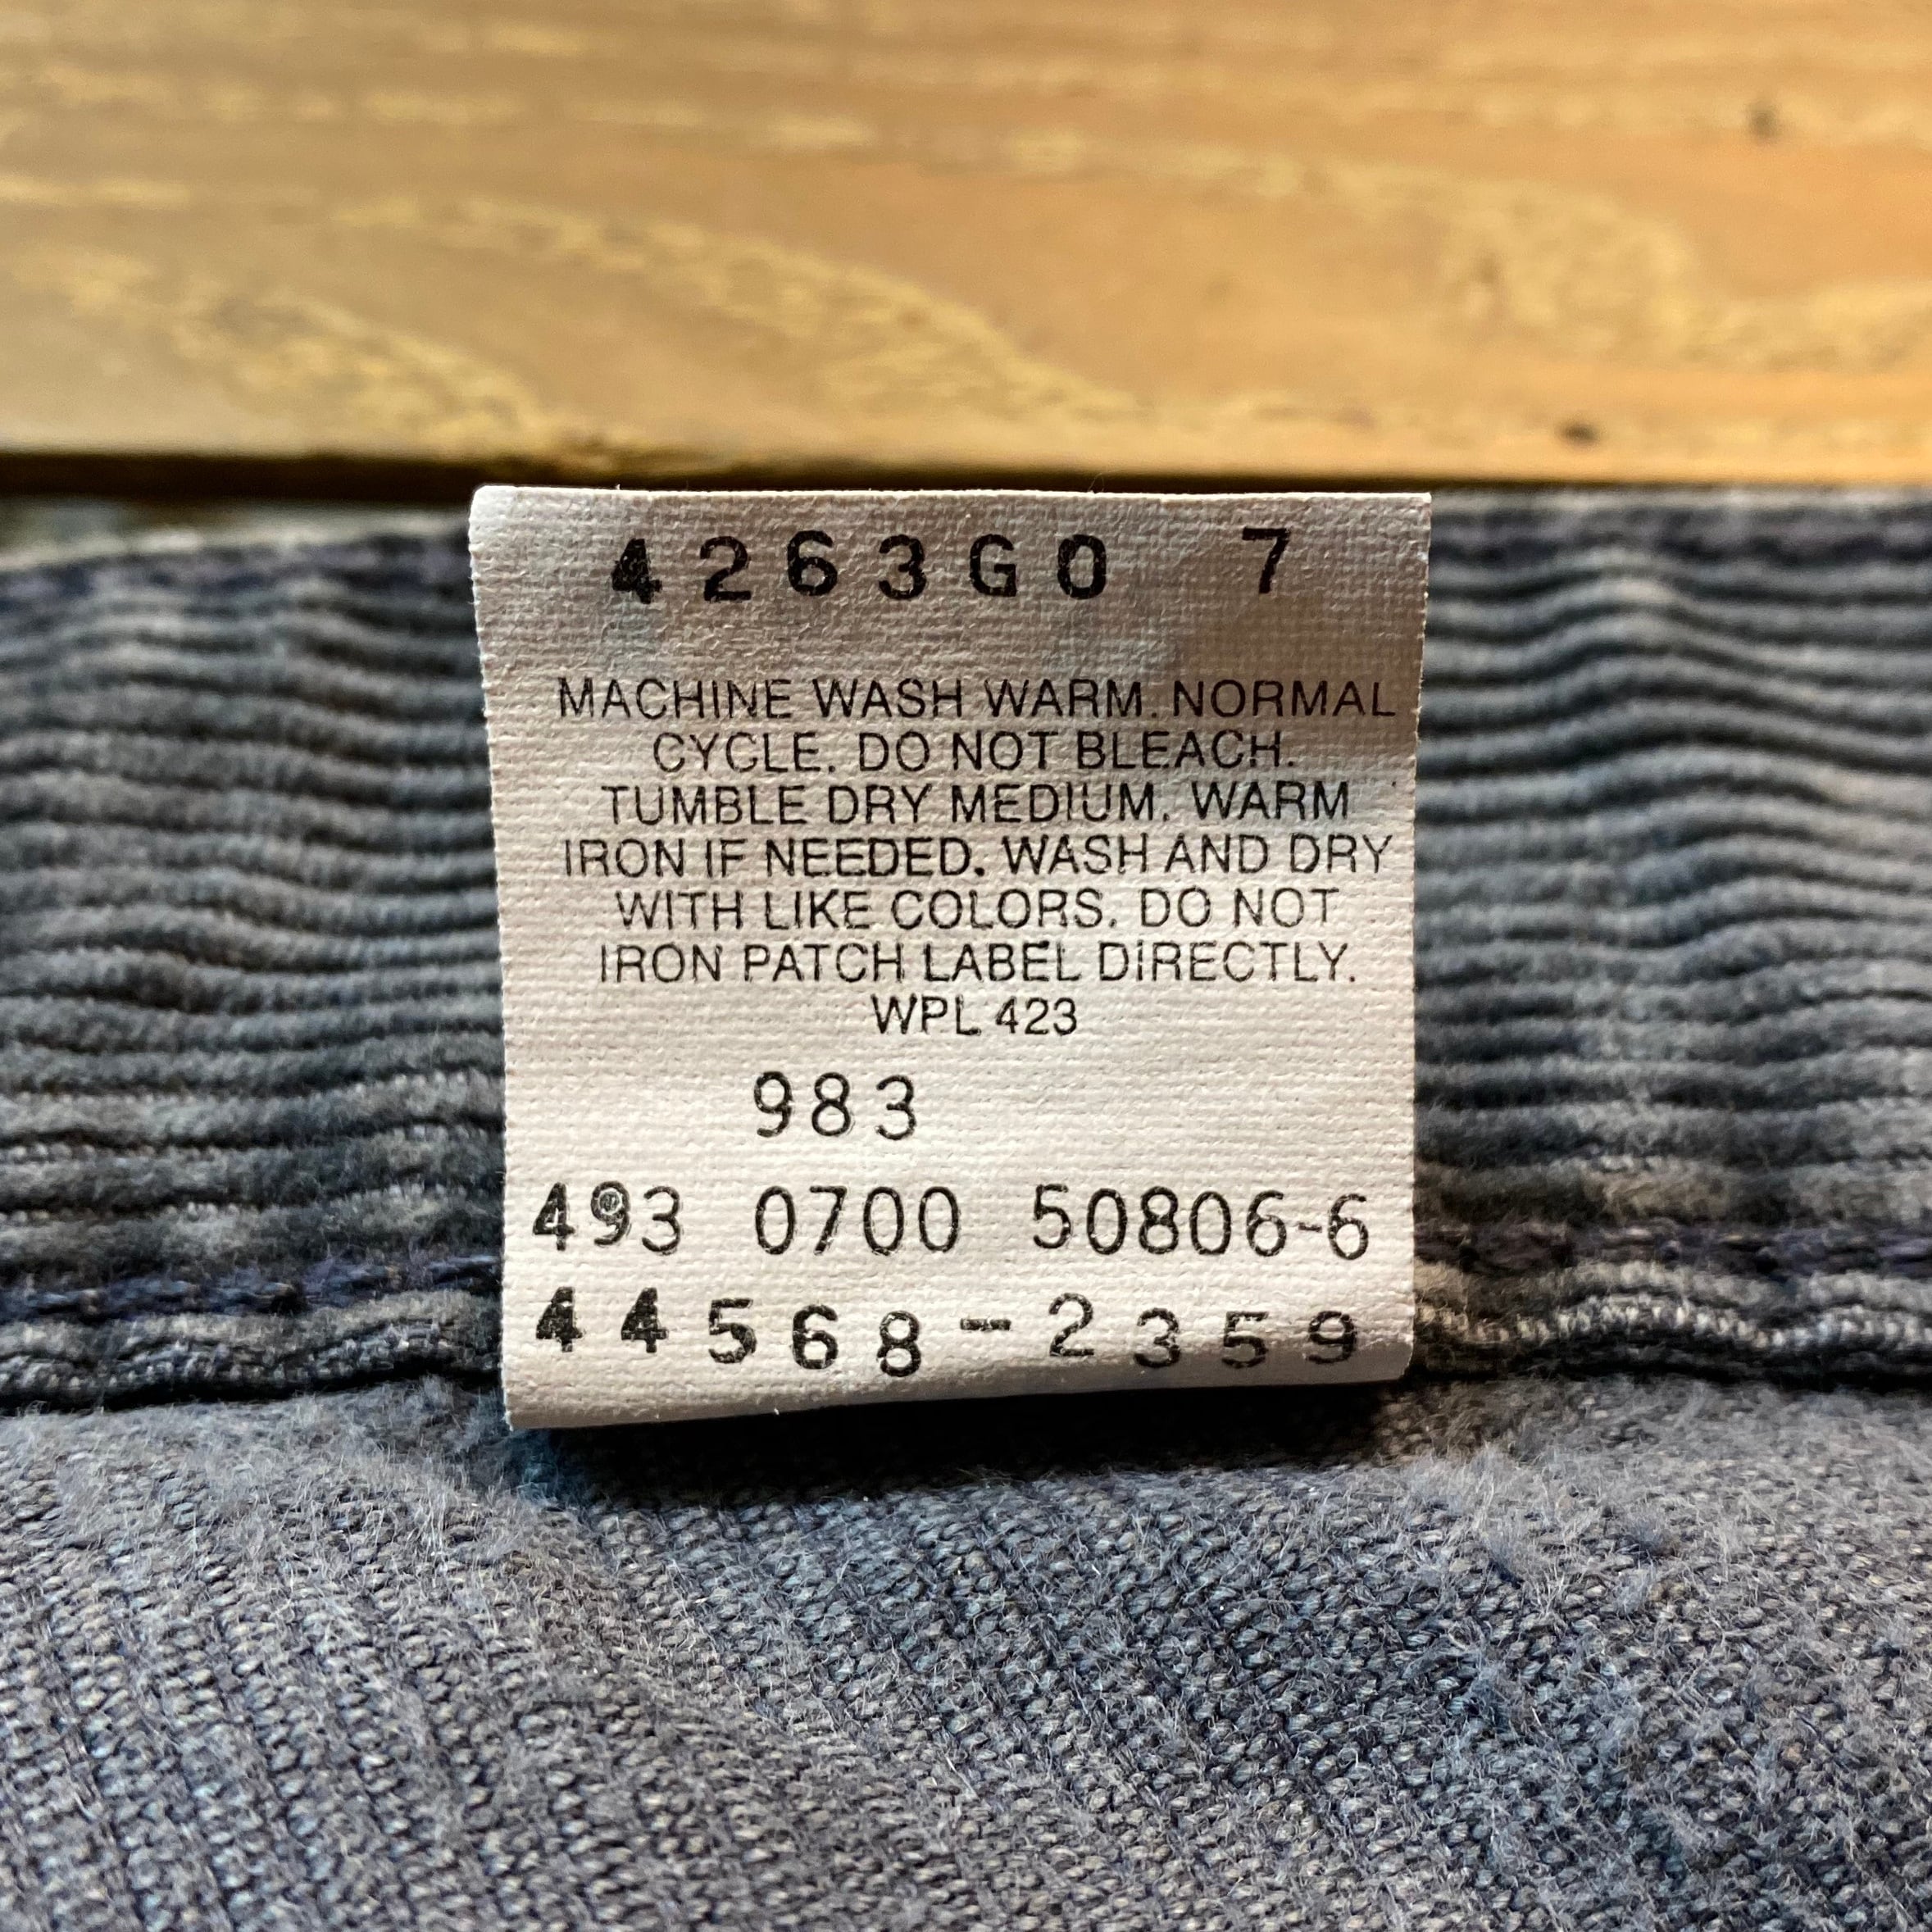 4263G0 7
MACHINE WASH WARM. NORMAL
CYCLE. DO NOT BLEACH.
TUMBLE DRY MEDIUM. WARM
IRON IF NEEDED. WASH AND DRY
WITH LIKE COLORS. DO NOT
IRON PATCH LABEL DIRECTLY.
WPL 423
983
493 0700 50806-6
44568-2359